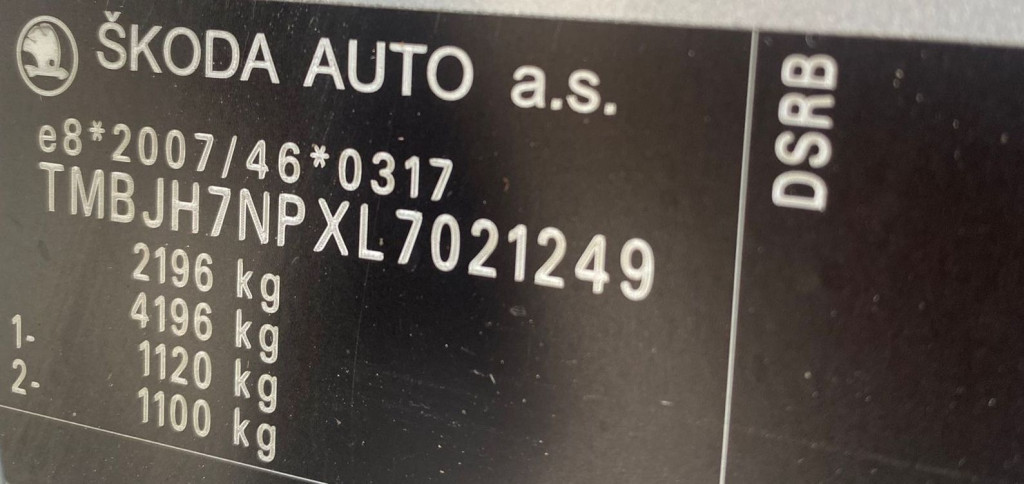 ŠKODA AUTO a.s.
e8*2007/46*0317
TMBJH7NPXL7021249
2196 kg
4196 kg
1- 1120 kg
2- 1100 kg
DSRB